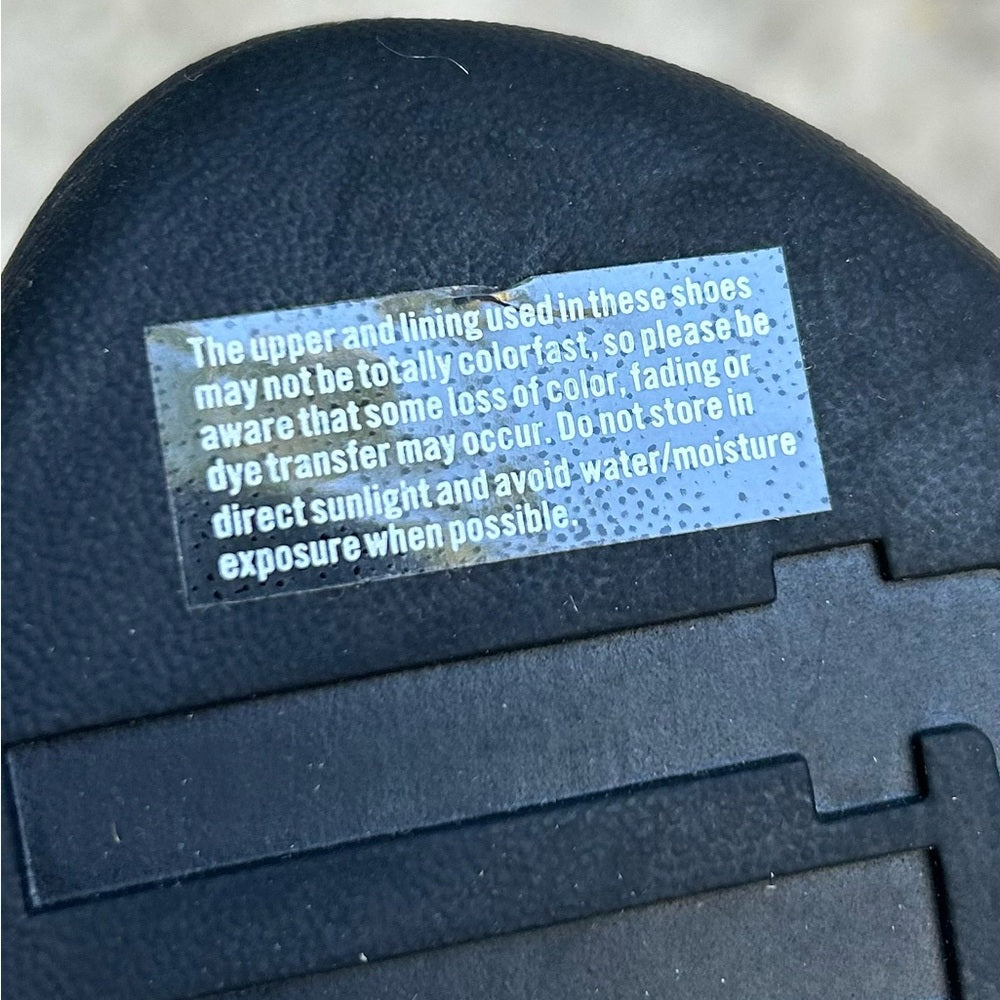 The upper and lining used in these shoes
may not be totally colorfast, so please be
aware that some loss of color, fading or
dye transfer may occur. Do not store in
direct sunlight and avoid water/moisture
exposure when possible.